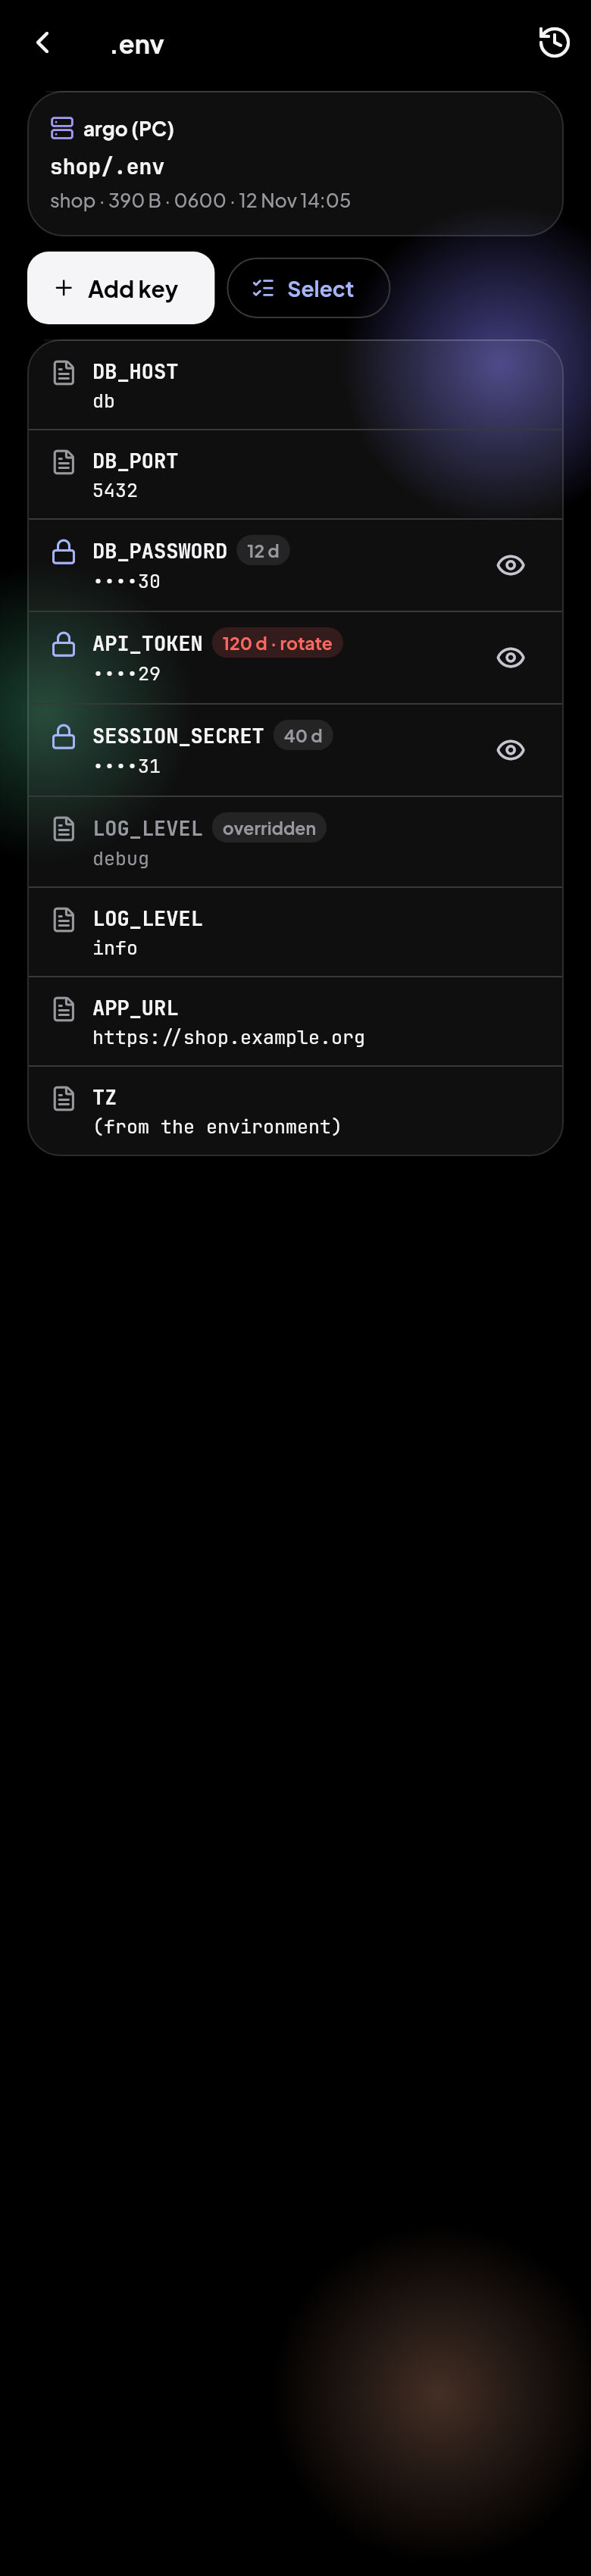 .env
argo (PC)
shop/.env
shop · 390 B · 0600 · 12 Nov 14:05
Add key
Select
DB_HOST
db
DB_PORT
5432
DB_PASSWORD 12 d
••••30
API_TOKEN 120 d · rotate
••••29
SESSION_SECRET 40 d
••••31
LOG_LEVEL overridden
debug
LOG_LEVEL
info
APP_URL
https://shop.example.org
TZ
(from the environment)